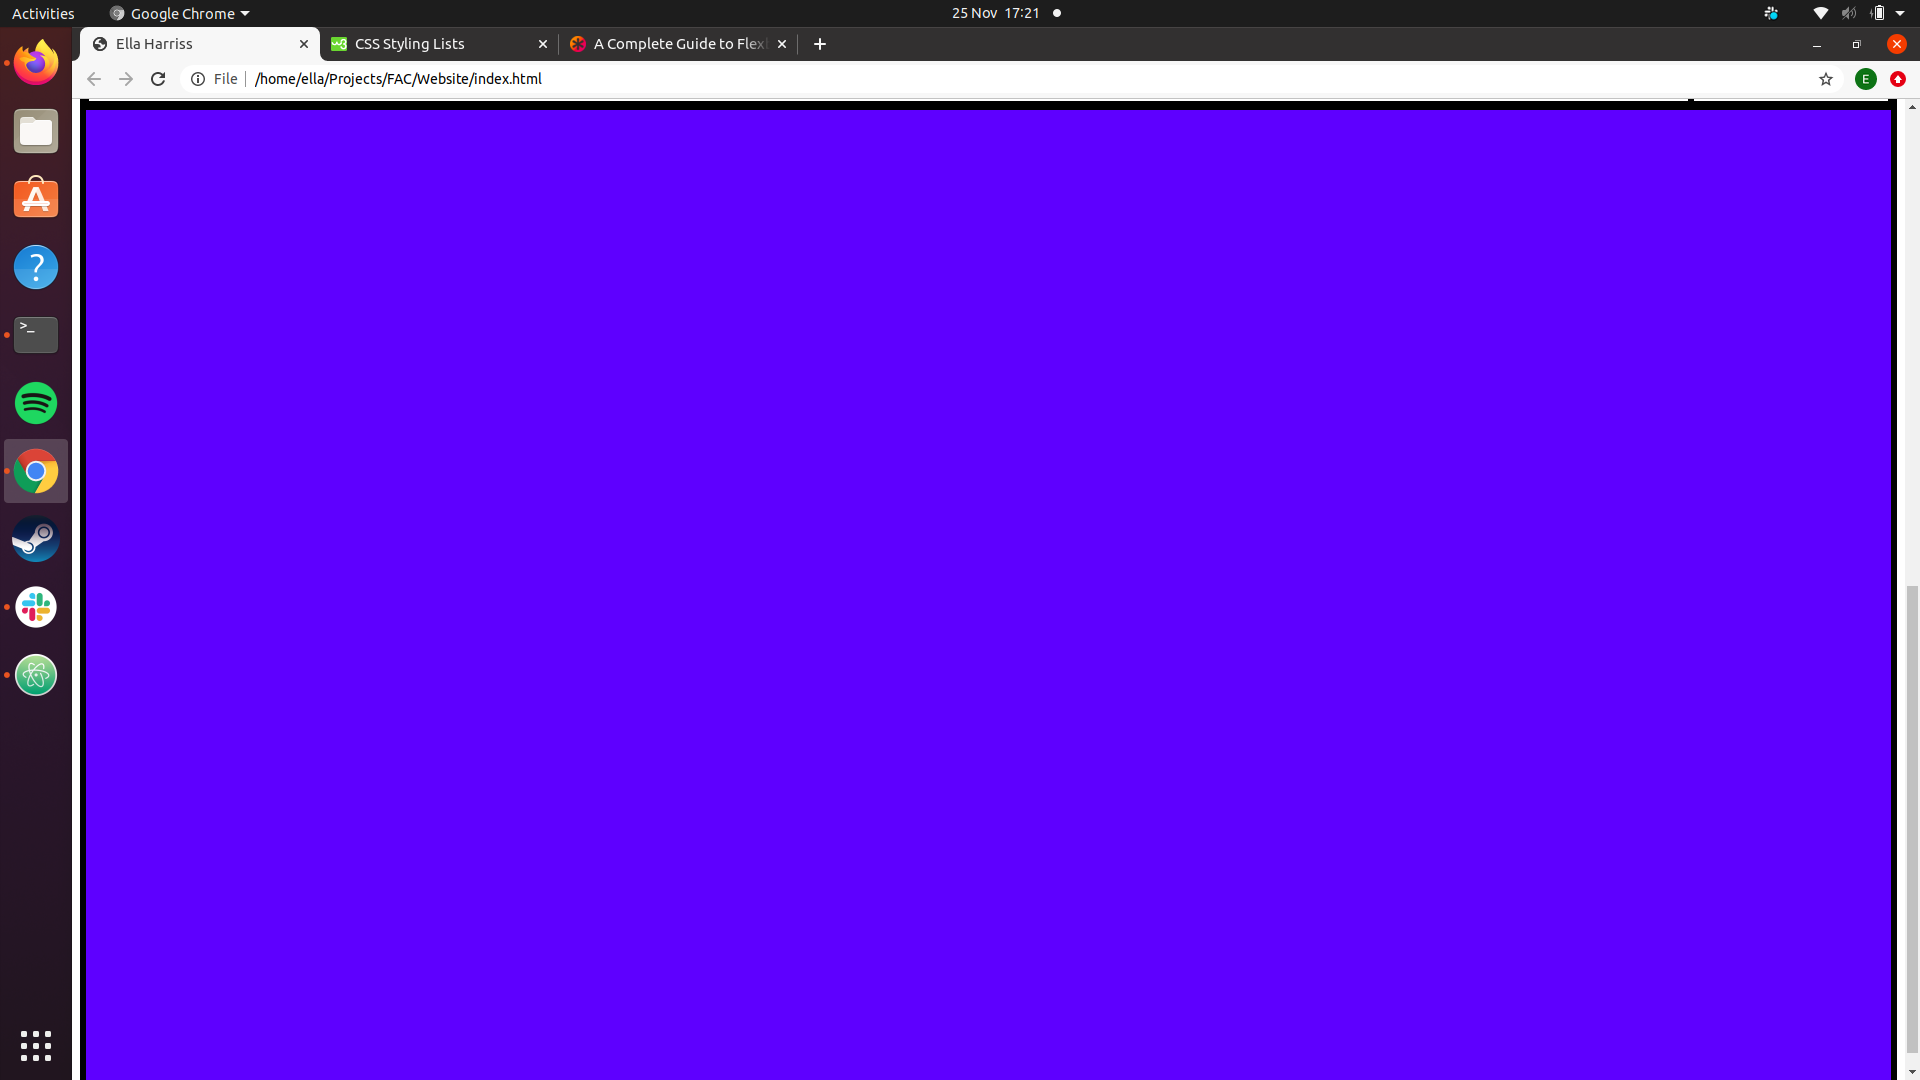 Activities
Google Chrome
25 Nov 17:21
Ella Harriss
CSS Styling Lists
A Complete Guide to Flex
File
/home/ella/Projects/FAC/Website/index.html
E